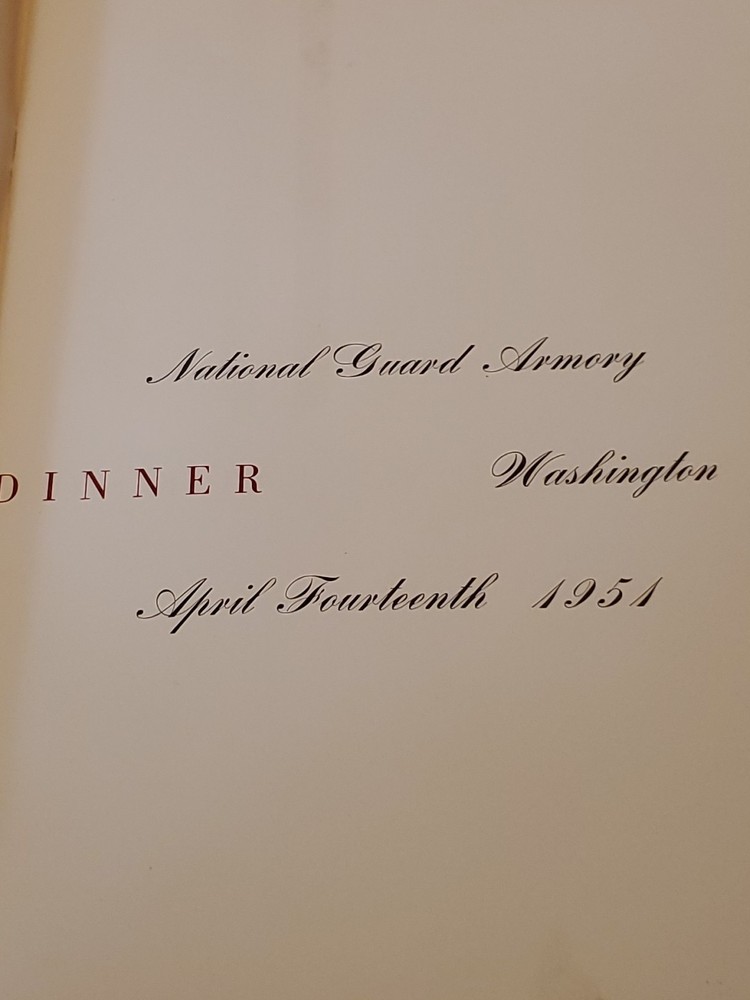 National Guard Armory
DINNER Washington
April Fourteenth 1951